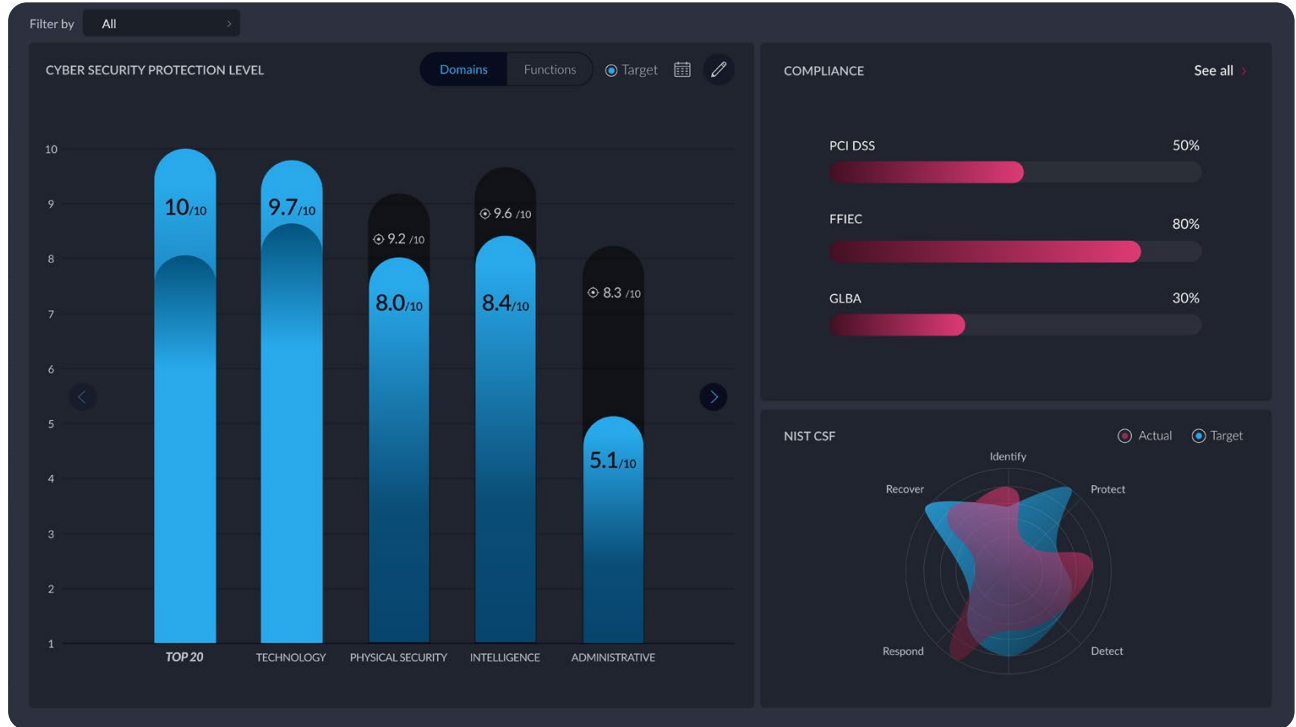 Filter by All
CYBER SECURITY PROTECTION LEVEL
Domains Functions Target
10
9
8
7
6
5
4
3
2
1
10/10
9.7/10
9.2 /10
8.0/10
9.6 /10
8.4/10
8.3 /10
5.1/10
TOP 20 TECHNOLOGY PHYSICAL SECURITY INTELLIGENCE ADMINISTRATIVE
COMPLIANCE See all
PCI DSS 50%
FFIEC 80%
GLBA 30%
NIST CSF Actual Target
Identify
Recover Protect
Respond Detect